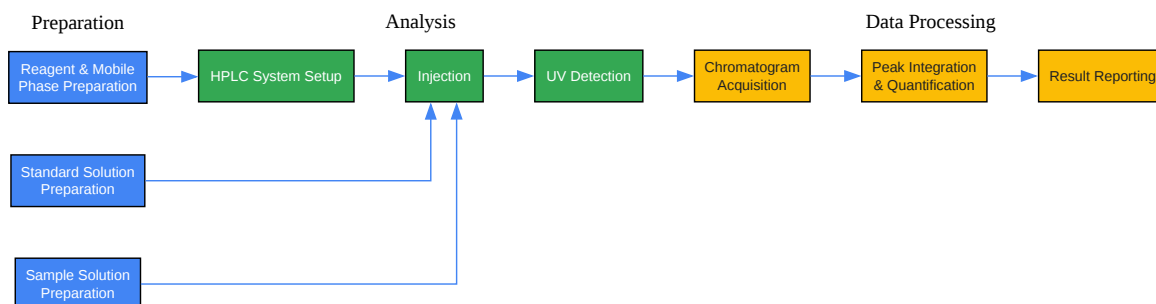 Preparation
Analysis
Data Processing
Reagent & Mobile
Phase Preparation
HPLC System Setup
Injection
UV Detection
Chromatogram
Acquisition
Peak Integration
& Quantification
Result Reporting
Standard Solution
Preparation
Sample Solution
Preparation